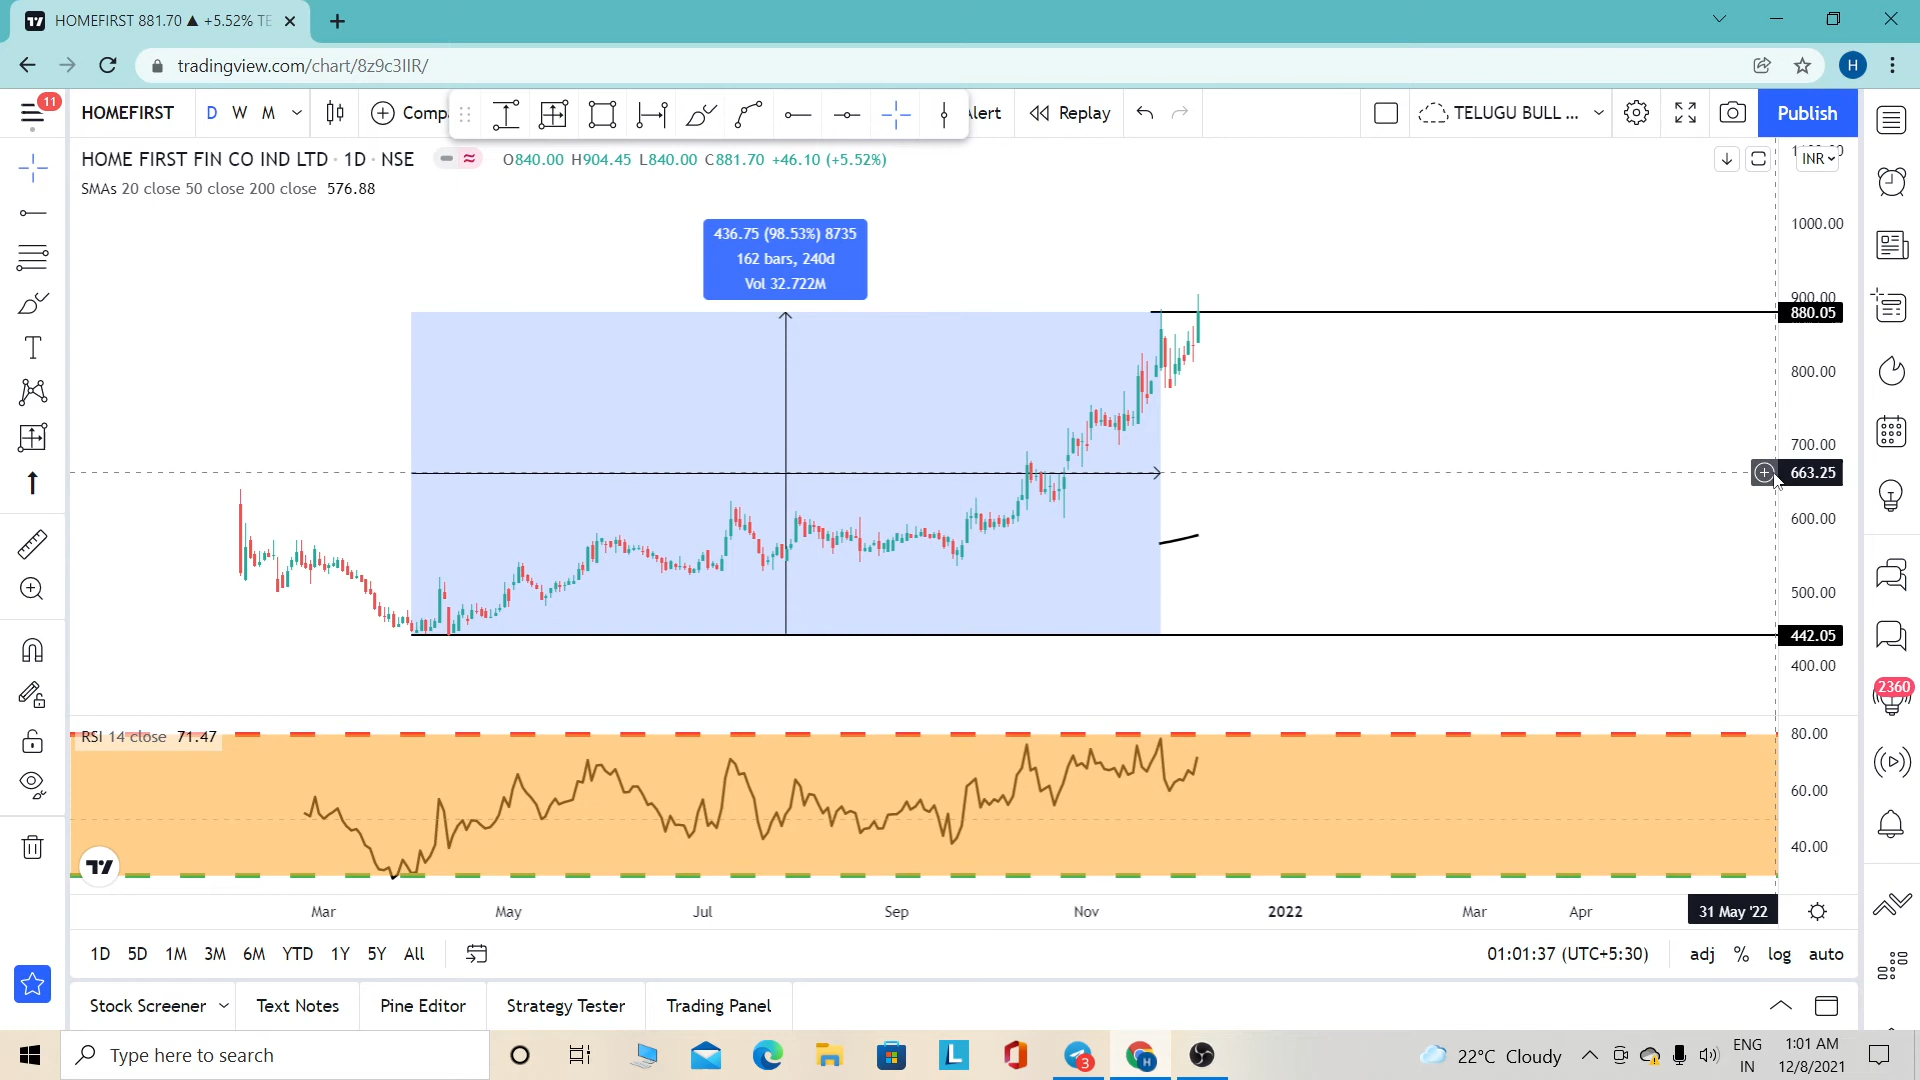 HOMEFIRST 881.70 ▲ +5.52% TE
tradingview.com/chart/8z9c3IIR/
H
11
HOMEFIRST
D W M
Comp
lert
Replay
TELUGU BULL ...
Publish
HOME FIRST FIN CO IND LTD · 1D · NSE
O840.00 H904.45 L840.00 C881.70 +46.10 (+5.52%)
INR
SMAs 20 close 50 close 200 close 576.88
436.75 (98.53%) 8735
162 bars, 240d
Vol 32.722M
1000.00
900.00
880.05
800.00
700.00
663.25
600.00
500.00
442.05
400.00
2360
RSI 14 close 71.47
80.00
60.00
40.00
Mar May Jul Sep Nov 2022 Mar Apr 31 May '22
1D 5D 1M 3M 6M YTD 1Y 5Y All
01:01:37 (UTC+5:30)
adj % log auto
Stock Screener Text Notes Pine Editor Strategy Tester Trading Panel
Type here to search
L
3
H
22°C Cloudy
ENG
IN
1:01 AM
12/8/2021